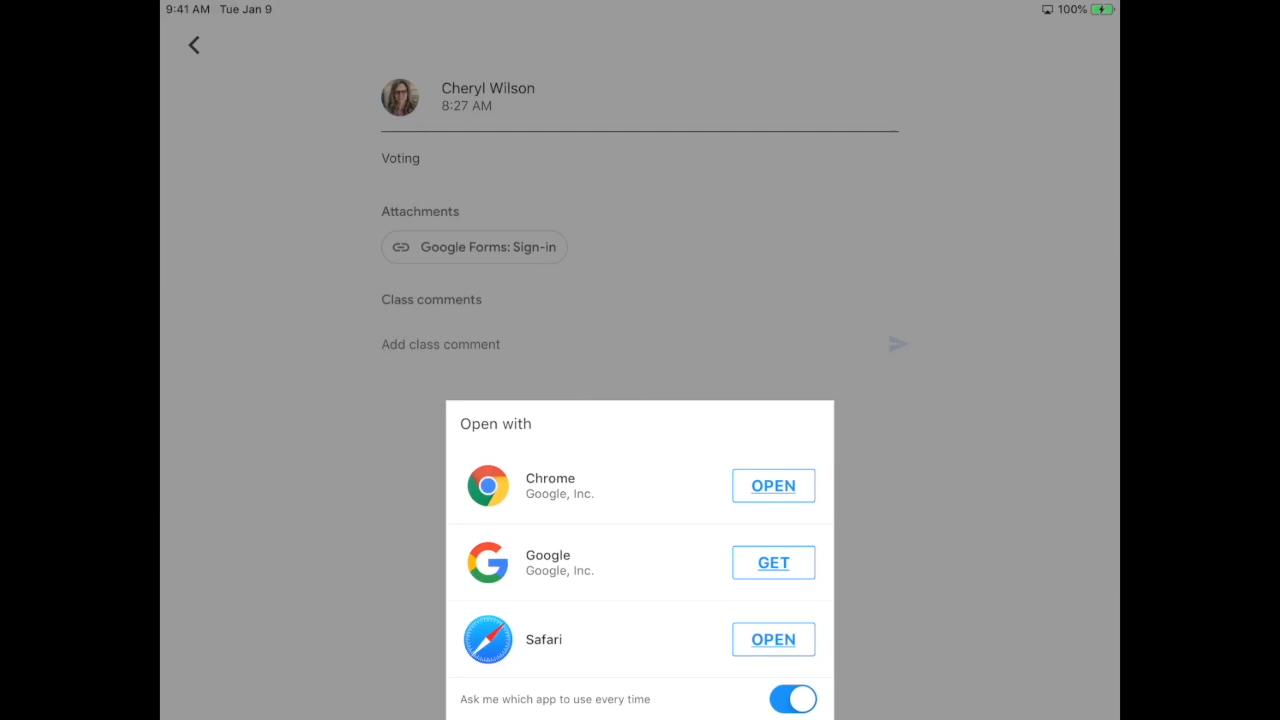 9:41 AM Tue Jan 9
100%
Cheryl Wilson
8:27 AM
Voting
Attachments
Google Forms: Sign-in
Class comments
Add class comment
Open with
Chrome
Google, Inc.
OPEN
Google
Google, Inc.
GET
Safari
OPEN
Ask me which app to use every time